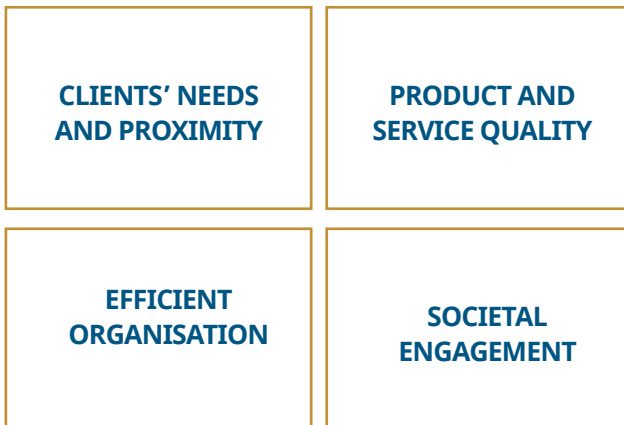 CLIENTS’ NEEDS
AND PROXIMITY
PRODUCT AND
SERVICE QUALITY
EFFICIENT
ORGANISATION
SOCIETAL
ENGAGEMENT